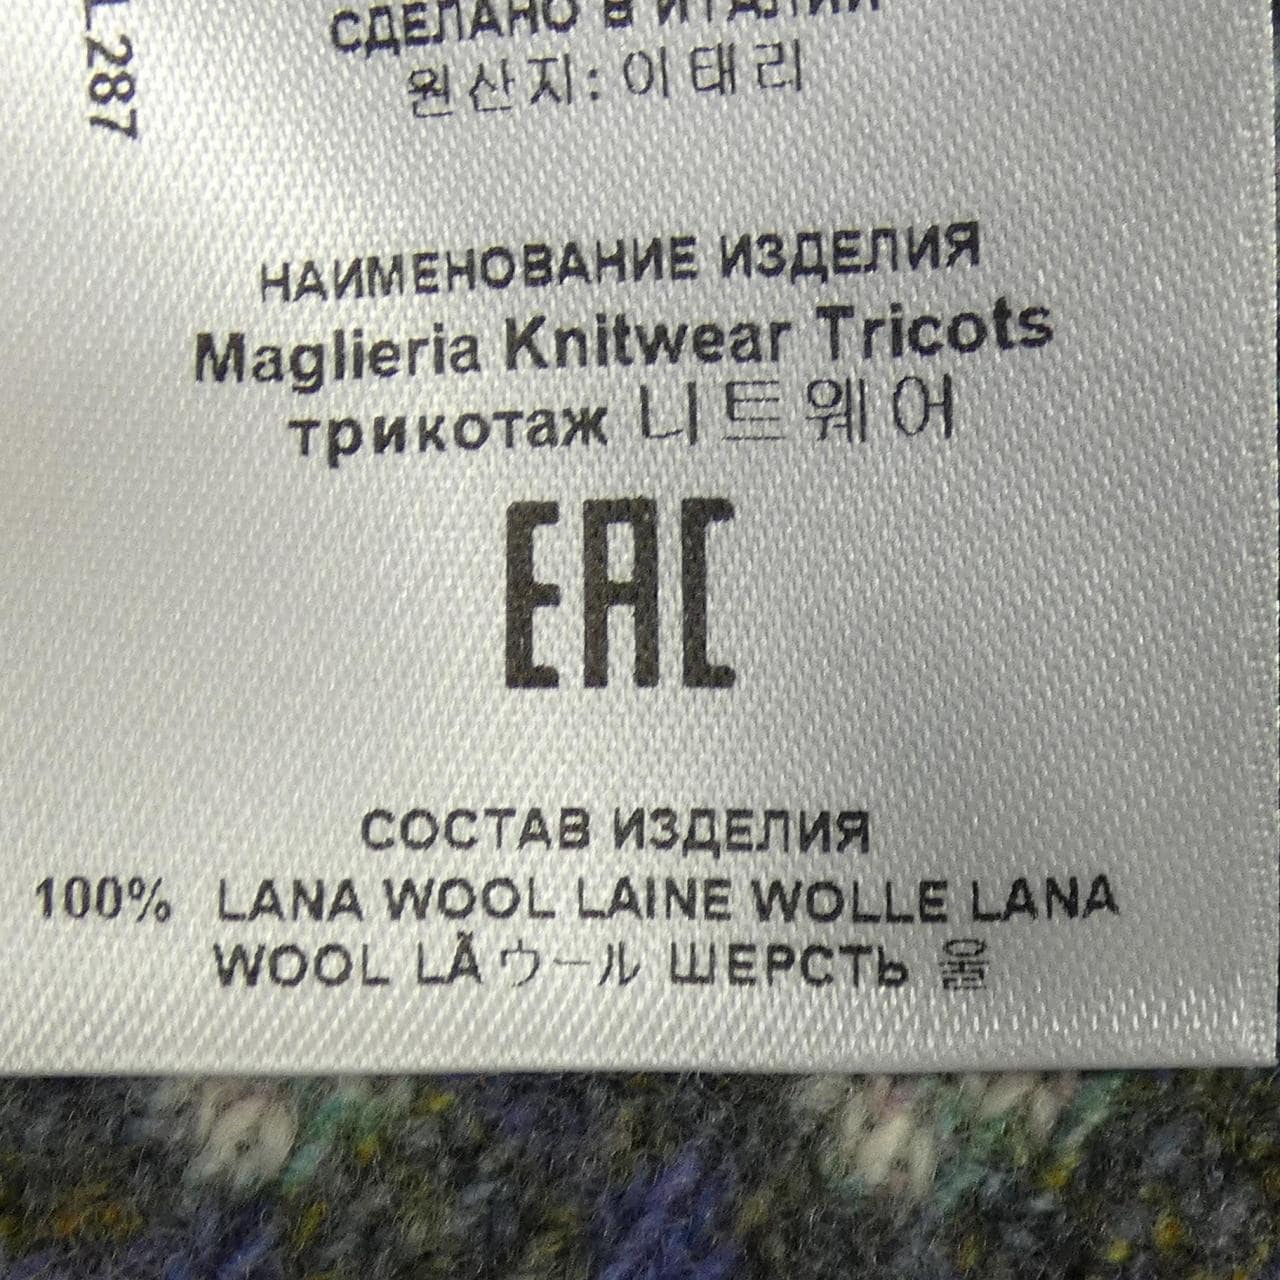 СДЕЛАНО В ИТАЛИИ
원산지: 이태리
L 287
НАИМЕНОВАНИЕ ИЗДЕЛИЯ
Maglieria Knitwear Tricots
трикотаж 니트웨어
EAC
СОСТАВ ИЗДЕЛИЯ
100% LANA WOOL LAINE WOLLE LANA
WOOL LÃ ウール ШЕРСТЬ 울